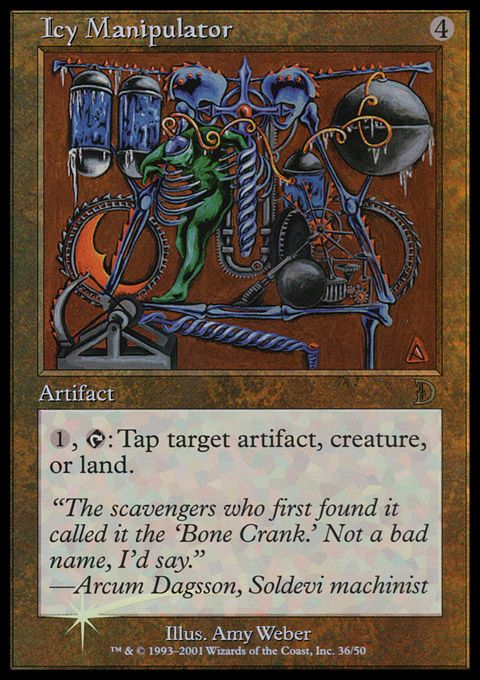 Icy Manipulator 4
Artifact D
1, : Tap target artifact, creature,
or land.
“The scavengers who first found it
called it the ‘Bone Crank.’ Not a bad
name, I’d say.”
—Arcum Dagsson, Soldevi machinist
Illus. Amy Weber
™ & © 1993–2001 Wizards of the Coast, Inc. 36/50